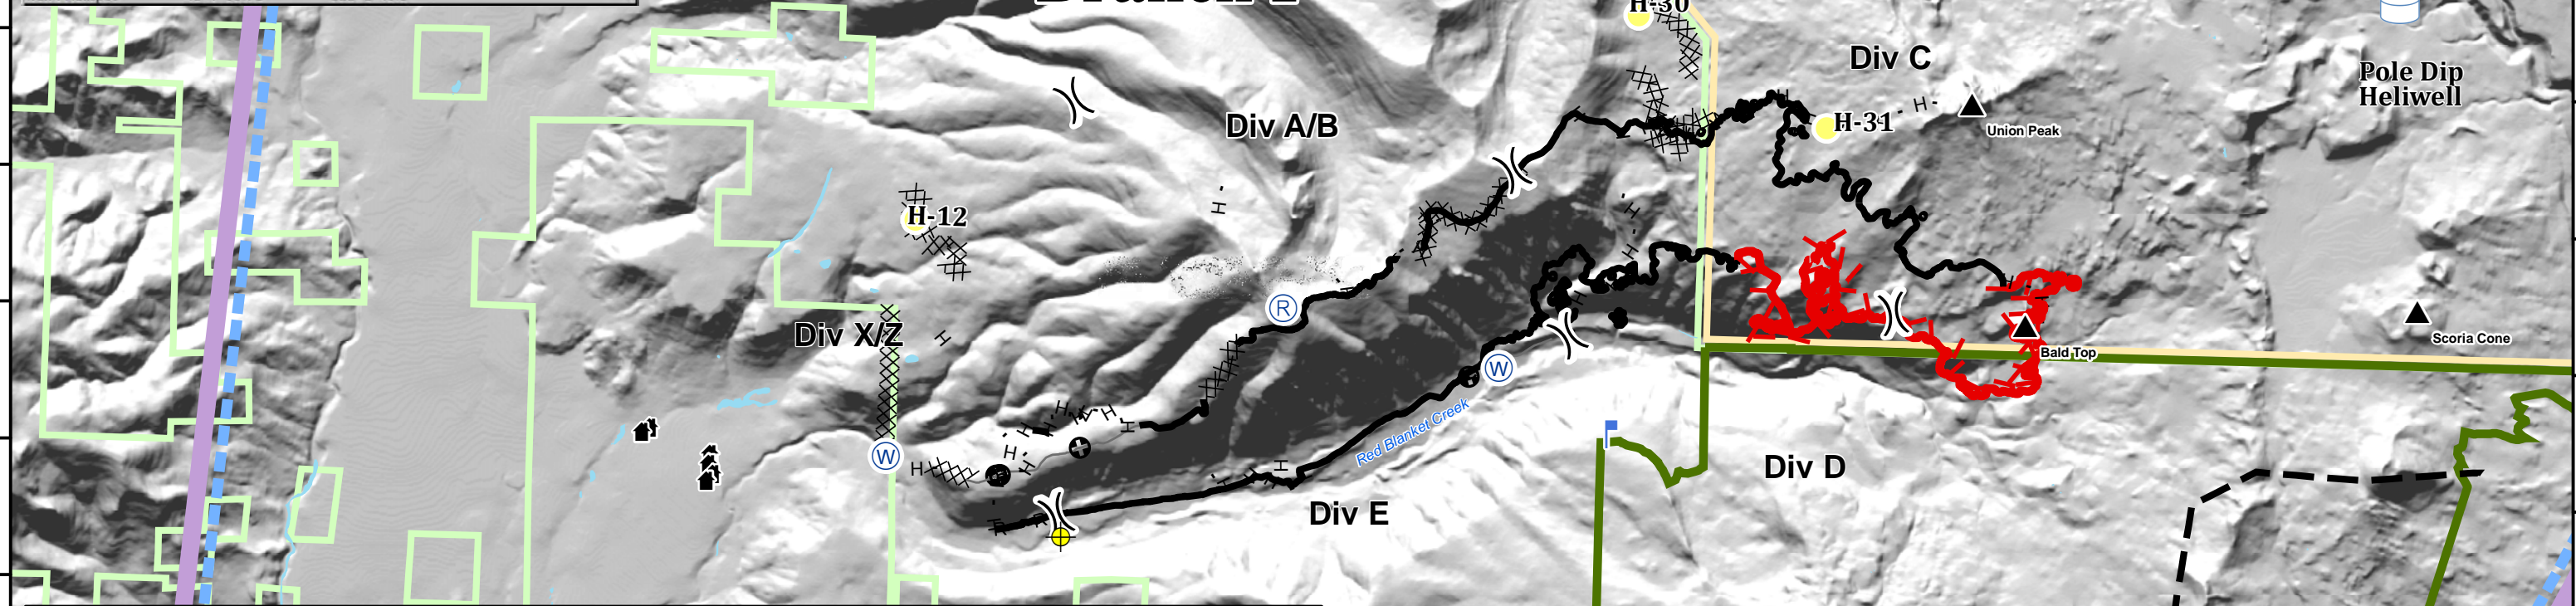 H-30
Div C
Pole Dip
Heliwell
H
Union Peak
H-31
Div A/B
H
H-12
R
Div X/Z
Scoria Cone
Bald Top
W
Red Blanket Creek
W
Div D
Div E